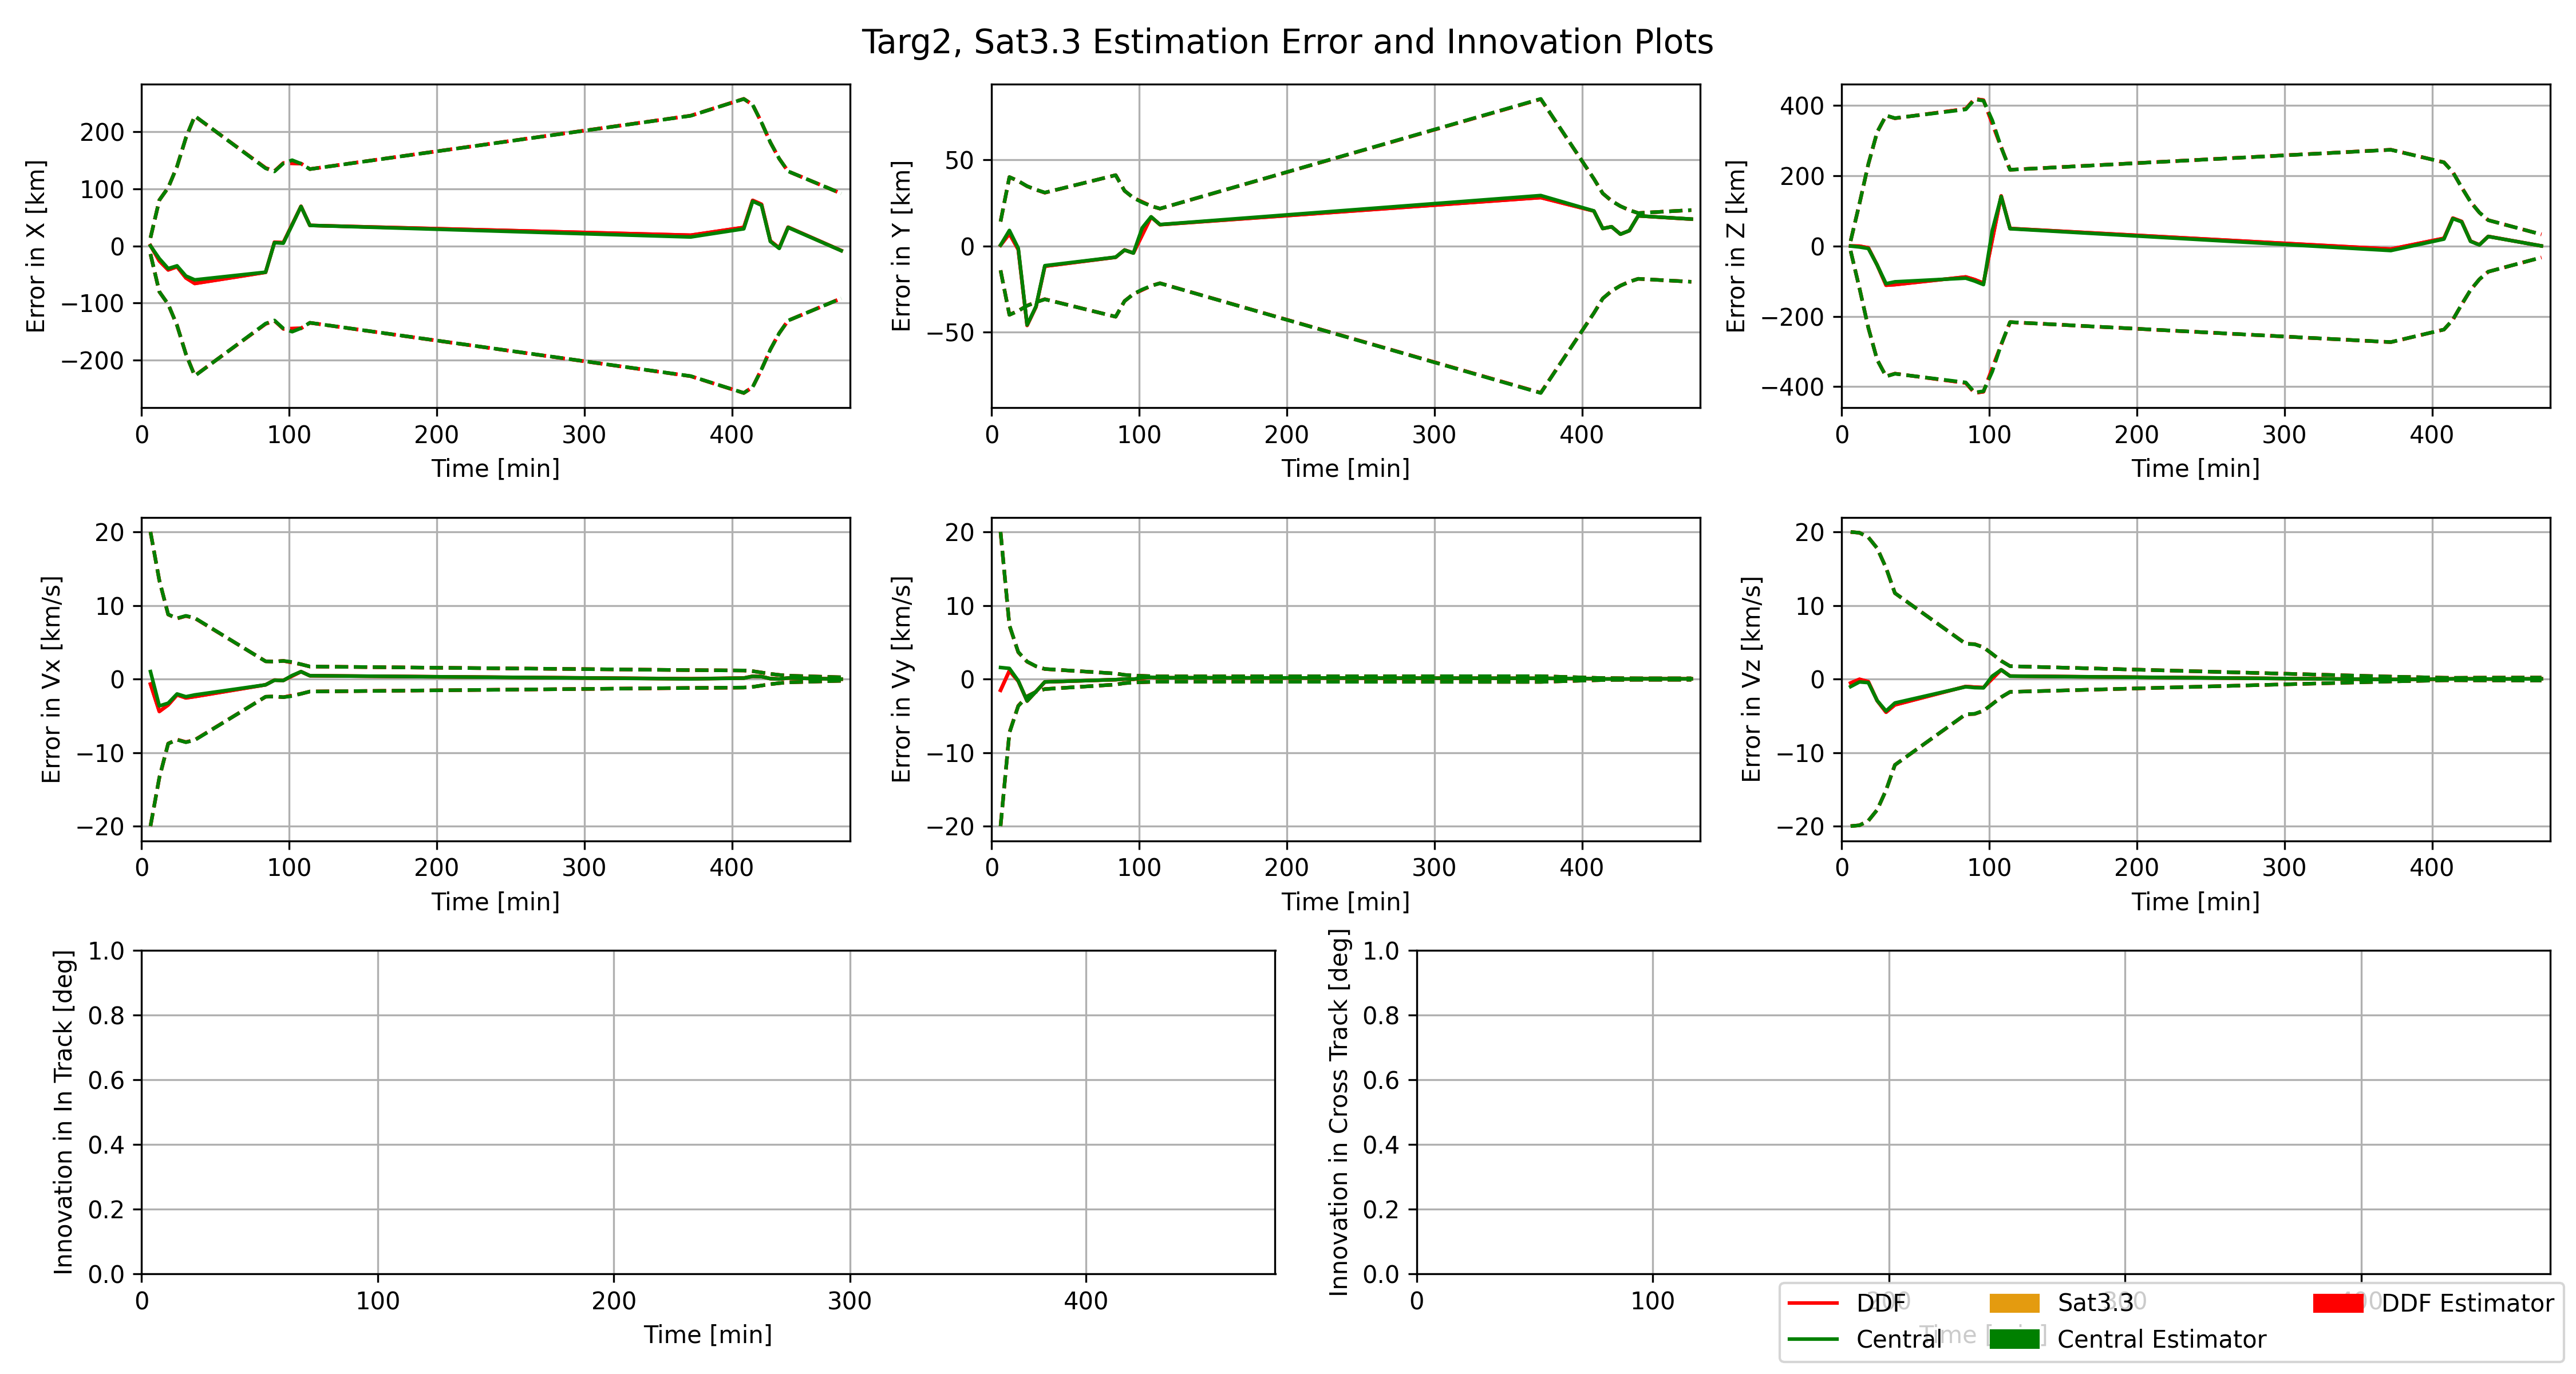 Targ2, Sat3.3 Estimation Error and Innovation Plots
Error in X [km]
200
100
0
−100
−200
0 100 200 300 400
Time [min]
Error in Y [km]
50
0
−50
0 100 200 300 400
Time [min]
Error in Z [km]
400
200
0
−200
−400
0 100 200 300 400
Time [min]
Error in Vx [km/s]
20
10
0
−10
−20
0 100 200 300 400
Time [min]
Error in Vy [km/s]
20
10
0
−10
−20
0 100 200 300 400
Time [min]
Error in Vz [km/s]
20
10
0
−10
−20
0 100 200 300 400
Time [min]
Innovation in In Track [deg]
1.0
0.8
0.6
0.4
0.2
0.0
0 100 200 300 400
Time [min]
Innovation in Cross Track [deg]
1.0
0.8
0.6
0.4
0.2
0.0
0 100 200 300 400
Time [min]
DDF
Central
Sat3.3
Central Estimator
DDF Estimator